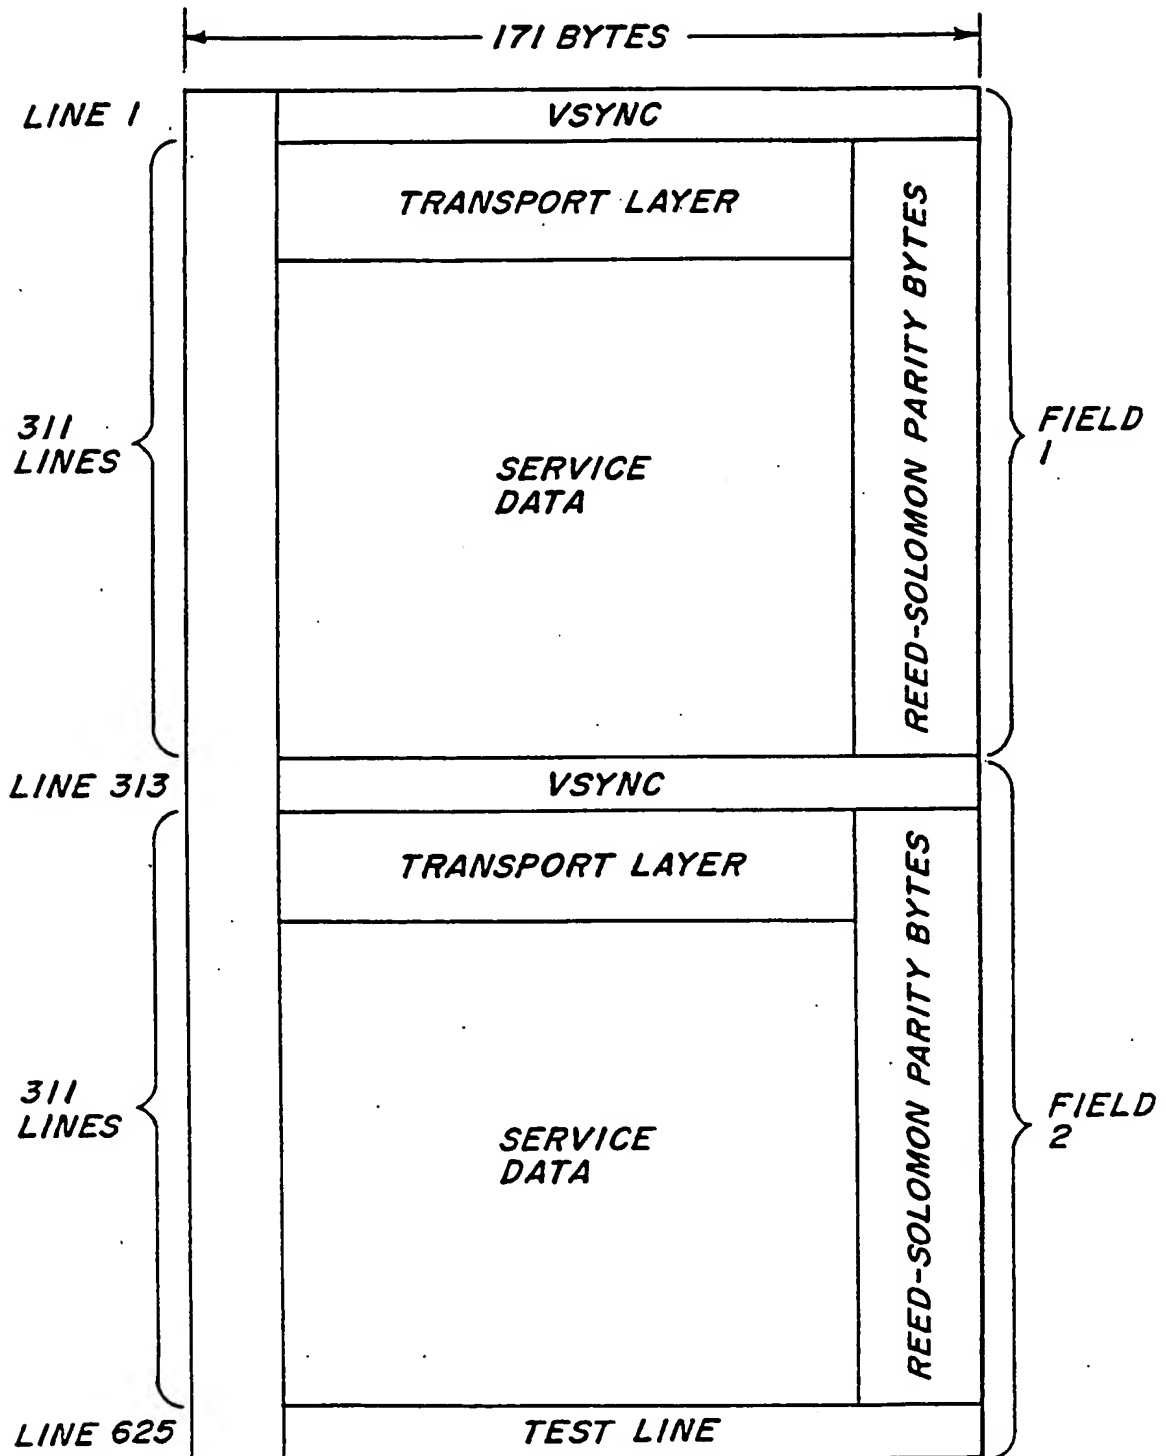 171 BYTES
LINE 1
VSYNC
TRANSPORT LAYER
REED-SOLOMON PARITY BYTES
311
LINES
SERVICE
DATA
FIELD
1
LINE 313
VSYNC
TRANSPORT LAYER
REED-SOLOMON PARITY BYTES
311
LINES
SERVICE
DATA
FIELD
2
LINE 625
TEST LINE